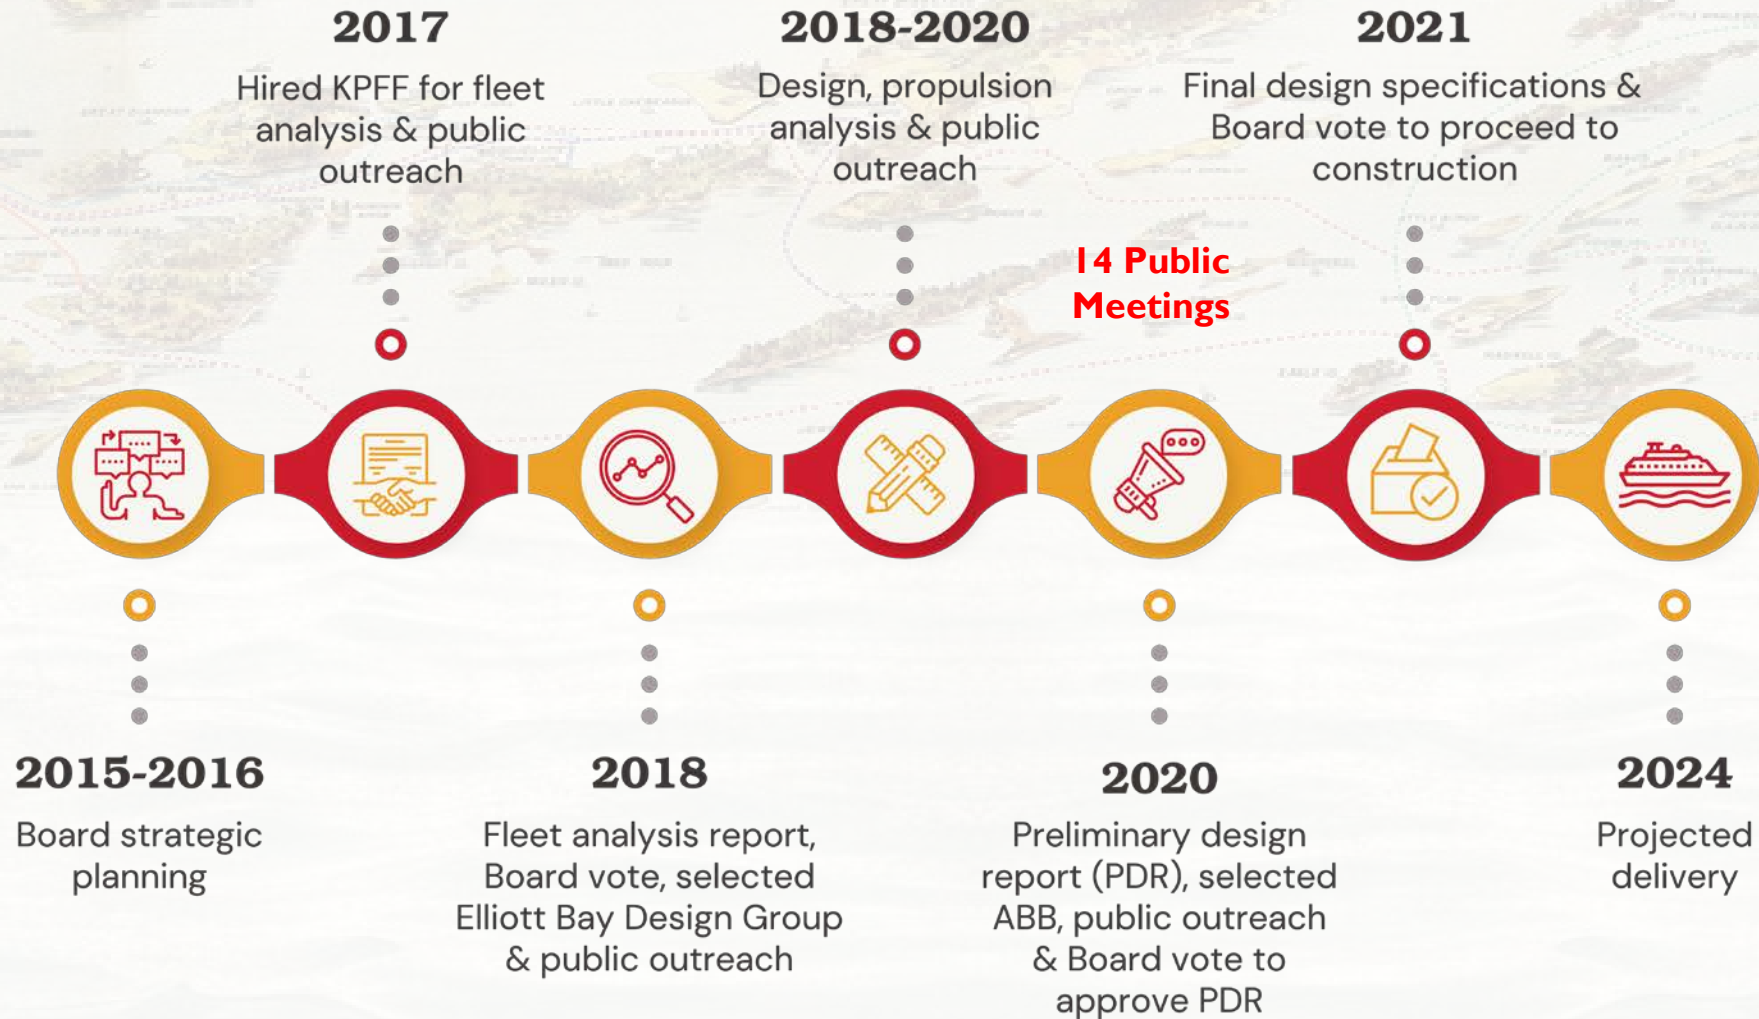 2017
Hired KPFF for fleet
analysis & public
outreach
2018-2020
Design, propulsion
analysis & public
outreach
2021
Final design specifications &
Board vote to proceed to
construction
14 Public
Meetings
2015-2016
Board strategic
planning
2018
Fleet analysis report,
Board vote, selected
Elliott Bay Design Group
& public outreach
2020
Preliminary design
report (PDR), selected
ABB, public outreach
& Board vote to
approve PDR
2024
Projected
delivery